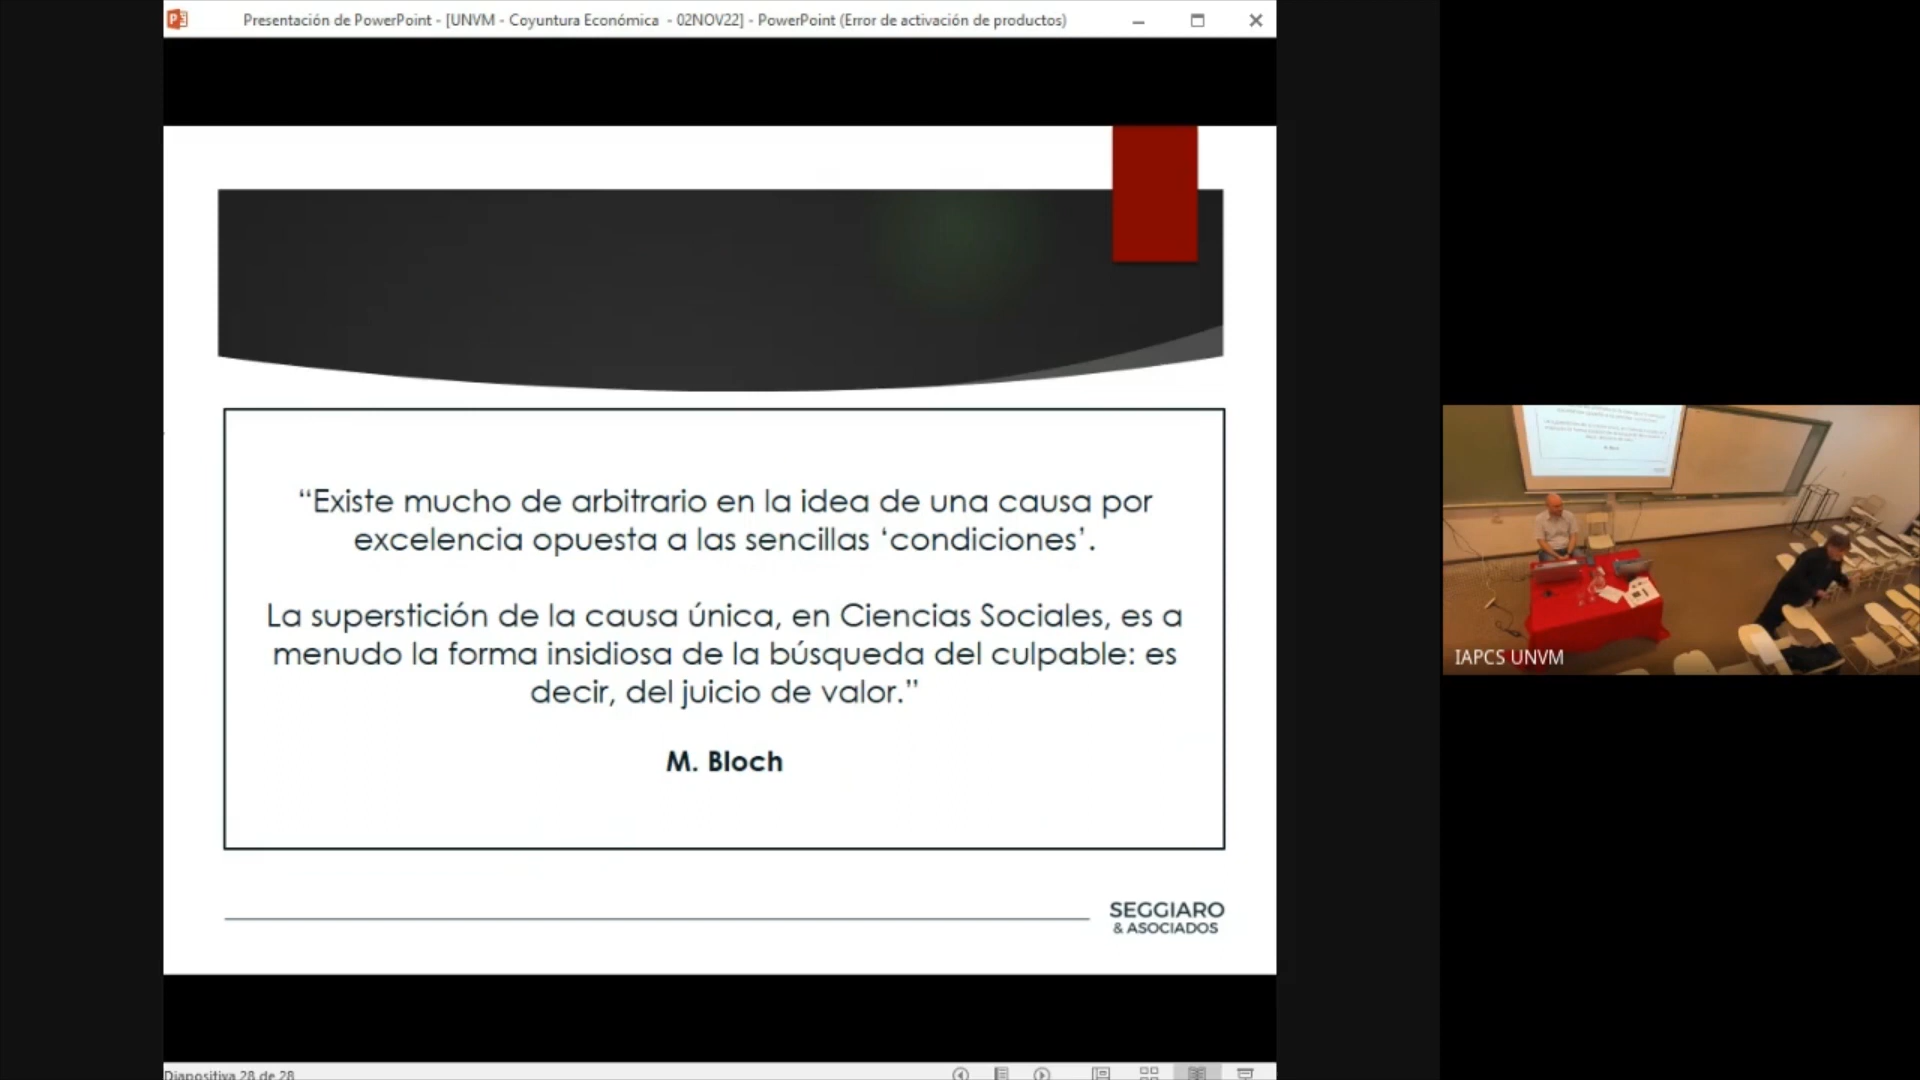 Presentación de PowerPoint - [UNVM - Coyuntura Económica  - 02NOV22] - PowerPoint (Error de activación de productos)
“Existe mucho de arbitrario en la idea de una causa por
excelencia opuesta a las sencillas ‘condiciones’.
La superstición de la causa única, en Ciencias Sociales, es a
menudo la forma insidiosa de la búsqueda del culpable: es
decir, del juicio de valor.”
M. Bloch
SEGGIARO
& ASOCIADOS
Diapositiva 28 de 28
IAPCS UNVM